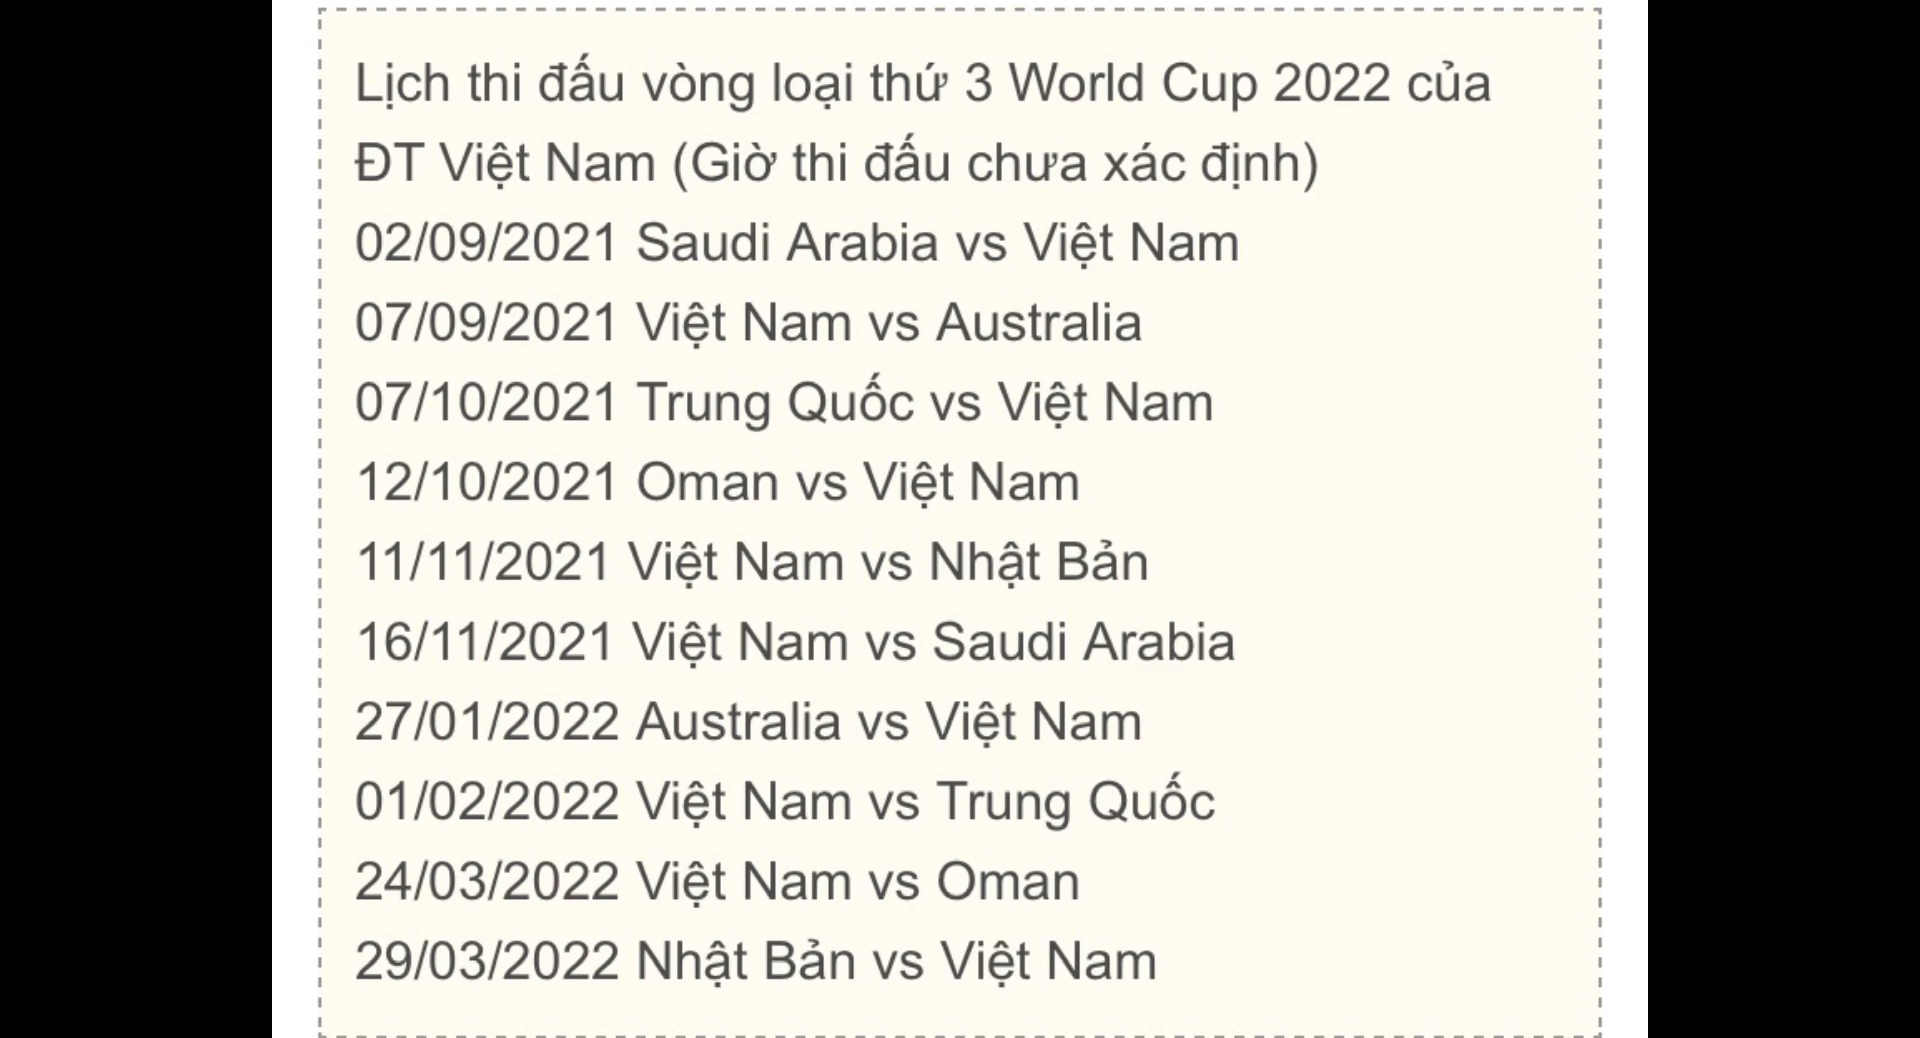 Lịch thi đấu vòng loại thứ 3 World Cup 2022 của
ĐT Việt Nam (Giờ thi đấu chưa xác định)
02/09/2021 Saudi Arabia vs Việt Nam
07/09/2021 Việt Nam vs Australia
07/10/2021 Trung Quốc vs Việt Nam
12/10/2021 Oman vs Việt Nam
11/11/2021 Việt Nam vs Nhật Bản
16/11/2021 Việt Nam vs Saudi Arabia
27/01/2022 Australia vs Việt Nam
01/02/2022 Việt Nam vs Trung Quốc
24/03/2022 Việt Nam vs Oman
29/03/2022 Nhật Bản vs Việt Nam